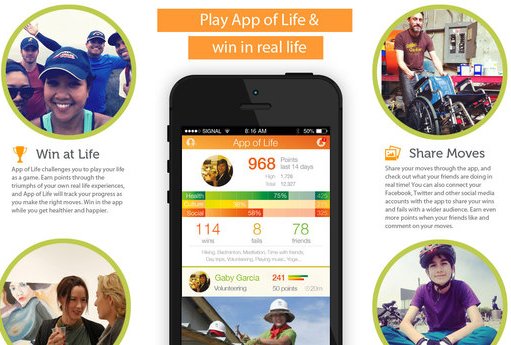 Play App of Life &
win in real life
SIGNAL
8:16 AM
50%
App of Life
968 Points
last 14 days
High : 1,726
Total : 12,327
Health 75% 425
Culture 38%
Social 58% 325
114 8 78
wins fails friends
Hiking, Badminton, Meditation, Time with friends,
Day trips, Volunteering, Playing music, Yoga...
Gaby Garcia 241
Volunteering 50 points 20m
Win at Life
App of Life challenges you to play your life
as a game. Earn points through the
triumphs of your own real life experiences,
and App of Life will track your progress as
you make the right moves. Win in the app
while you get healthier and happier.
Share Moves
Share your moves through the app, and
check out what your friends are doing in
real time! You can also connect your
Facebook, Twitter and other social media
accounts with the app to share your wins
and fails with a wider audience. Earn even
more points when your friends like and
comment on your moves.